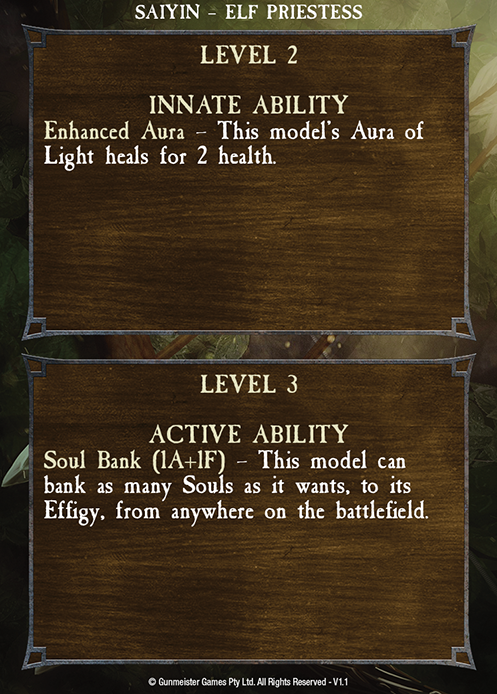 SAIYIN – ELF PRIESTESS
LEVEL 2
INNATE ABILITY
Enhanced Aura – This model's Aura of
Light heals for 2 health.
LEVEL 3
ACTIVE ABILITY
Soul Bank (1A+1F) – This model can
bank as many Souls as it wants, to its
Effigy, from anywhere on the battlefield.
© Gunmeister Games Pty Ltd. All Rights Reserved - V1.1